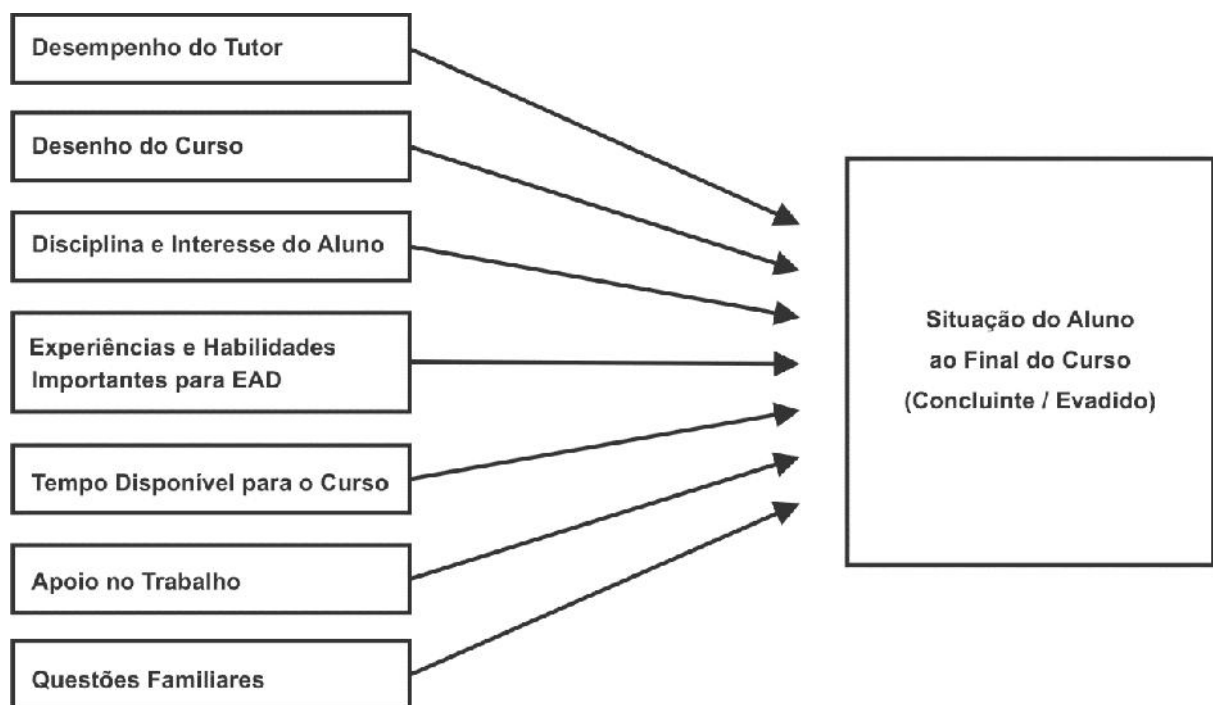 Desempenho do Tutor
Desenho do Curso
Disciplina e Interesse do Aluno
Experiências e Habilidades
Importantes para EAD
Tempo Disponível para o Curso
Apoio no Trabalho
Questões Familiares
Situação do Aluno
ao Final do Curso
(Concluinte / Evadido)